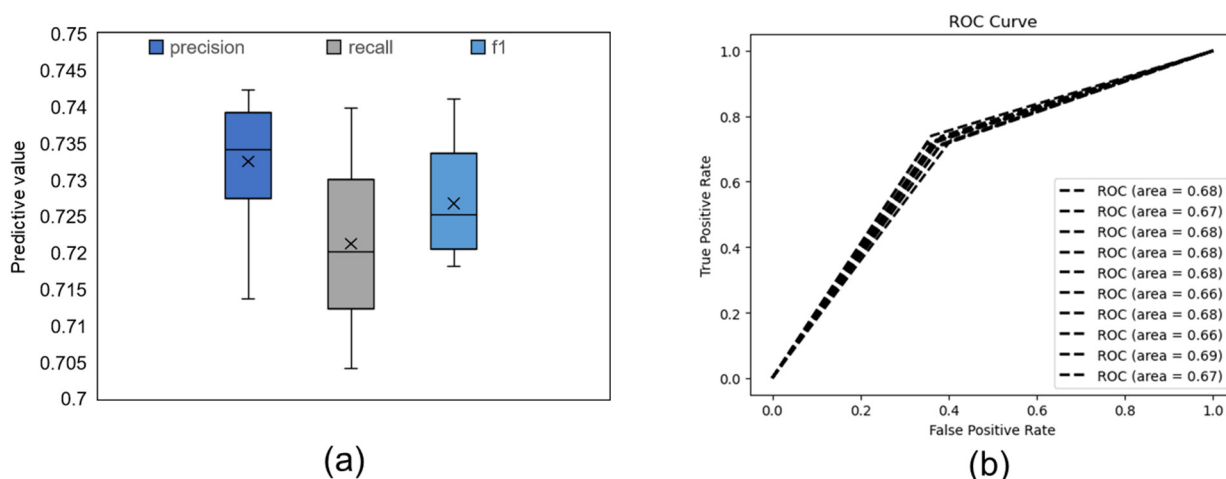 0.75
0.745
0.74
0.735
0.73
0.725
0.72
0.715
0.71
0.705
0.7
Predictive value
precision recall f1
(a)
ROC Curve
1.0
0.8
0.6
0.4
0.2
0.0
True Positive Rate
ROC (area = 0.68)
ROC (area = 0.67)
ROC (area = 0.68)
ROC (area = 0.68)
ROC (area = 0.68)
ROC (area = 0.66)
ROC (area = 0.68)
ROC (area = 0.66)
ROC (area = 0.69)
ROC (area = 0.67)
0.0 0.2 0.4 0.6 0.8 1.0
False Positive Rate
(b)